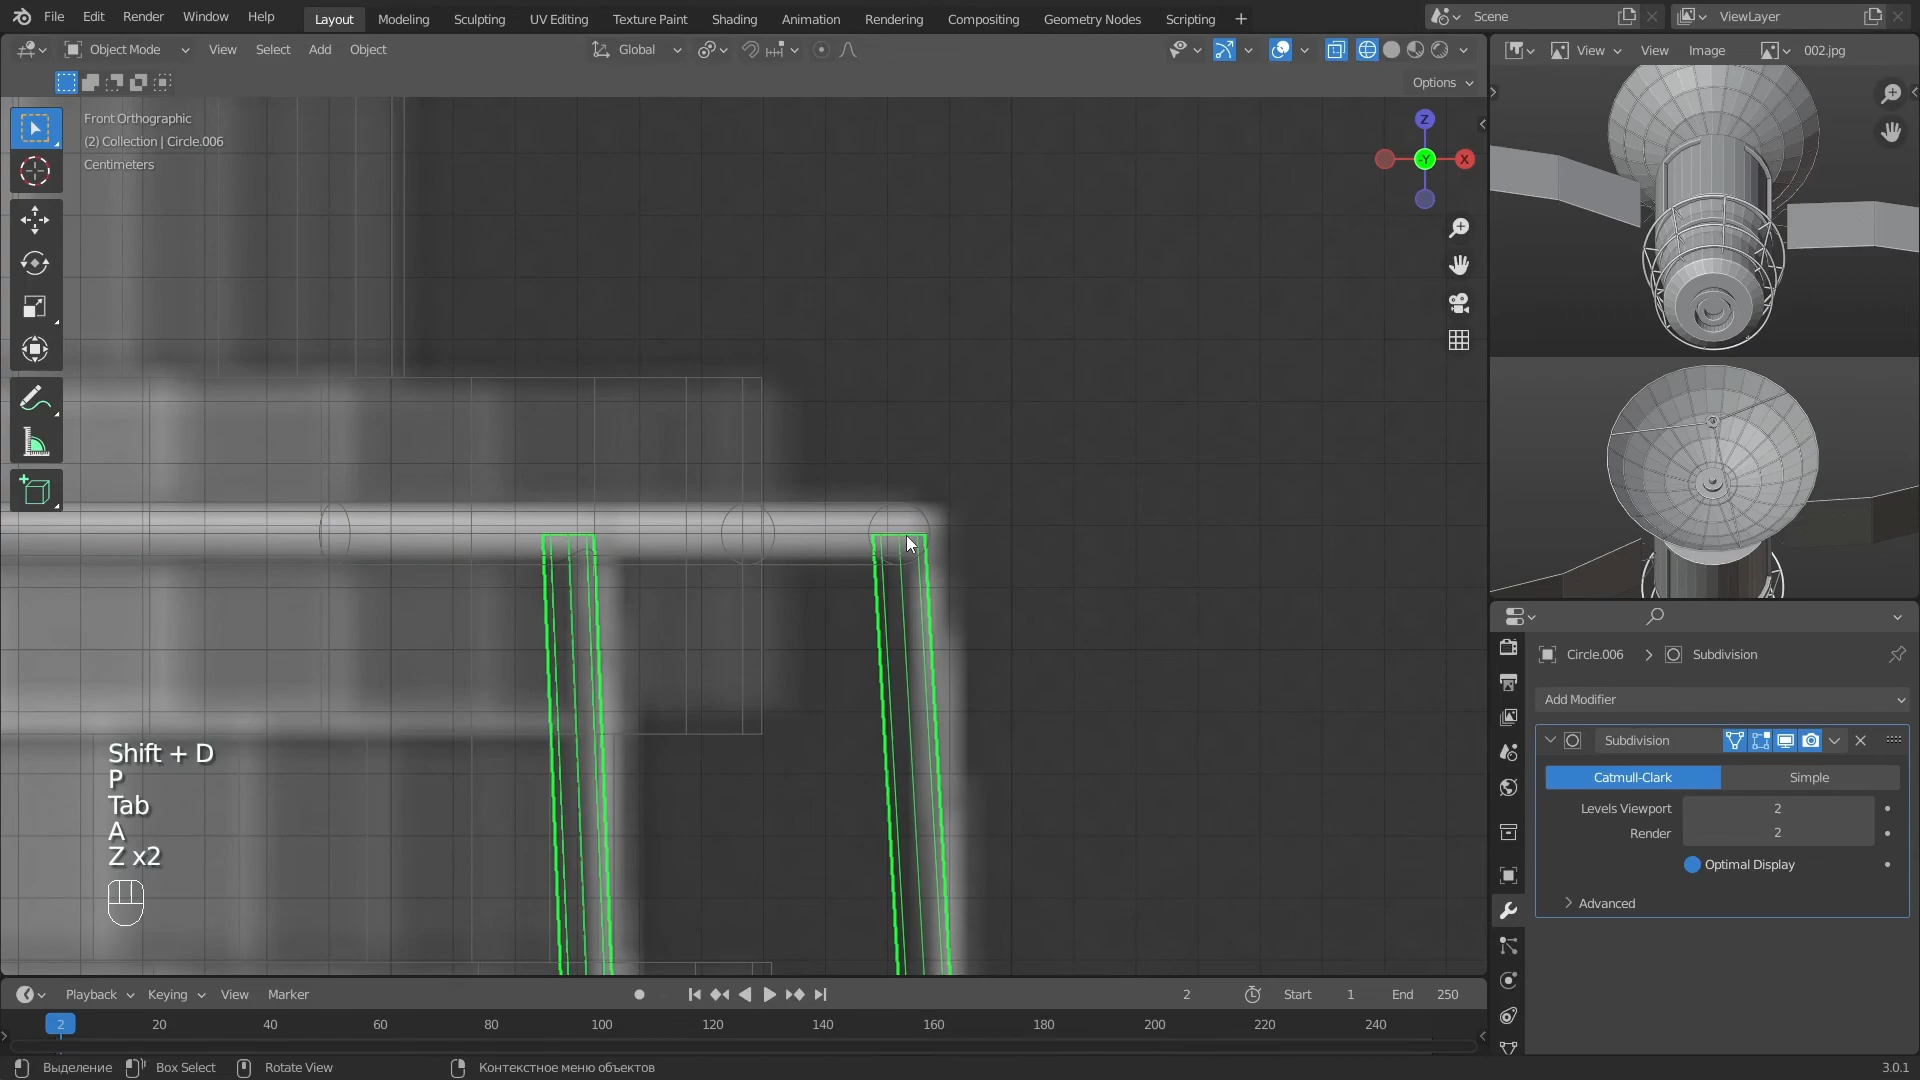 File Edit Render Window Help
Layout Modeling Sculpting UV Editing Texture Paint Shading Animation Rendering Compositing Geometry Nodes Scripting +
Scene
ViewLayer
Object Mode View Select Add Object
Global
View View Image 002.jpg
Options
Front Orthographic
(2) Collection | Circle.006
Centimeters
Z
-Y
X
Circle.006 Subdivision
Add Modifier
Subdivision
Catmull-Clark Simple
Levels Viewport 2
Render 2
Optimal Display
Advanced
Shift + D
P
Tab
A
Z x2
Playback Keying View Marker
2 Start 1 End 250
2 20 40 60 80 100 120 140 160 180 200 220 240
Выделение Box Select Rotate View Контекстное меню объектов
3.0.1